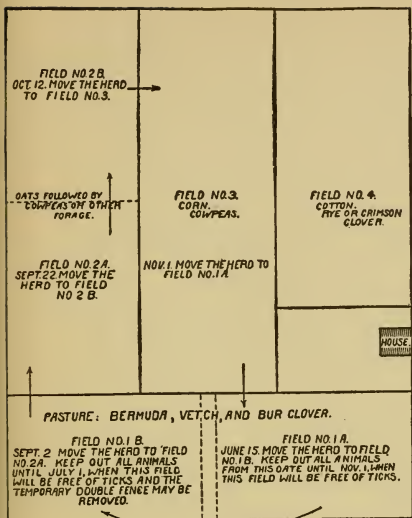 FIELD NO.2B.
OCT. 12. MOVE THE HERD
TO FIELD NO.3.
OATS FOLLOWED BY
COWPEAS OR OTHER
FORAGE.
FIELD NO.2A.
SEPT.22 MOVE THE
HERD TO FIELD
NO 2 B.
FIELD NO.3.
CORN.
COWPEAS.
NOV.1. MOVE THE HERD TO
FIELD NO.1A
FIELD NO.4.
COTTON.
RYE OR CRIMSON
CLOVER.
HOUSE.
PASTURE: BERMUDA, VETCH, AND BUR CLOVER.
FIELD NO.1 B.
SEPT. 2 MOVE THE HERD TO FIELD
NO.2A. KEEP OUT ALL ANIMALS
UNTIL JULY 1, WHEN THIS FIELD
WILL BE FREE OF TICKS AND THE
TEMPORARY DOUBLE FENCE MAY BE
REMOVED.
FIELD NO.1 A.
JUNE 15. MOVE THE HERD TO FIELD
NO.1B. KEEP OUT ALL ANIMALS
FROM THIS DATE UNTIL NOV.1, WHEN
THIS FIELD WILL BE FREE OF TICKS.